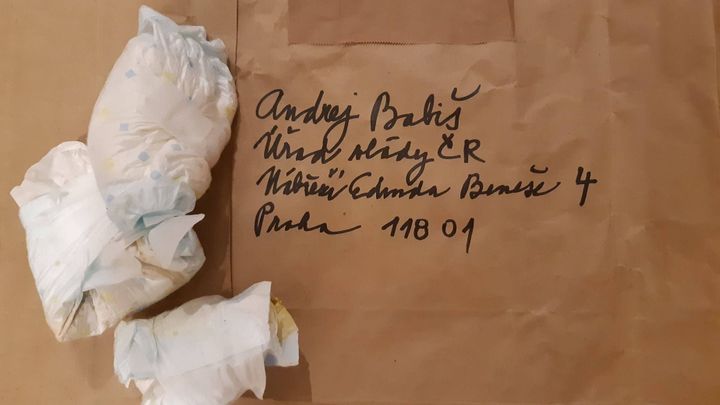 Andrej Babiš
Úřad vlády ČR
Nábřeží Edvarda Beneše 4
Praha 118 01